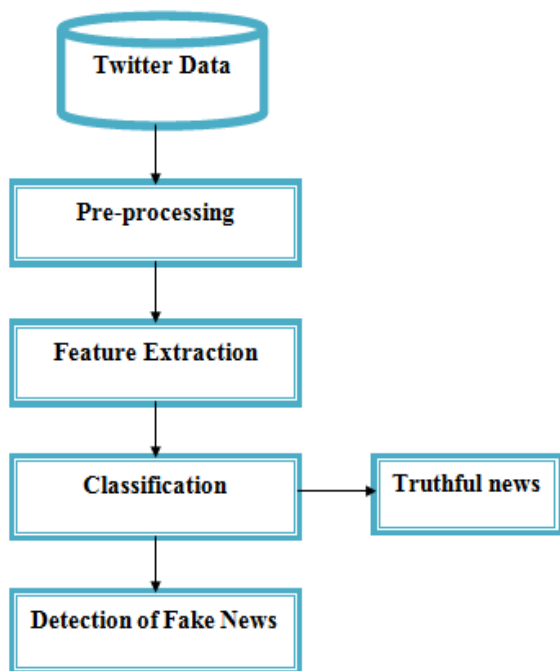 Twitter Data
Pre-processing
Feature Extraction
Classification
Truthful news
Detection of Fake News